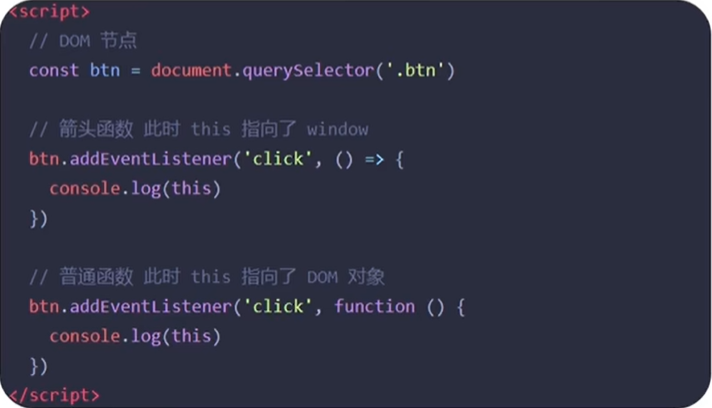 <script>
// DOM 节点
const btn = document.querySelector('.btn')
// 箭头函数 此时 this 指向了 window
btn.addEventListener('click', () => {
console.log(this)
})
// 普通函数 此时 this 指向了 DOM 对象
btn.addEventListener('click', function () {
console.log(this)
})
</script>